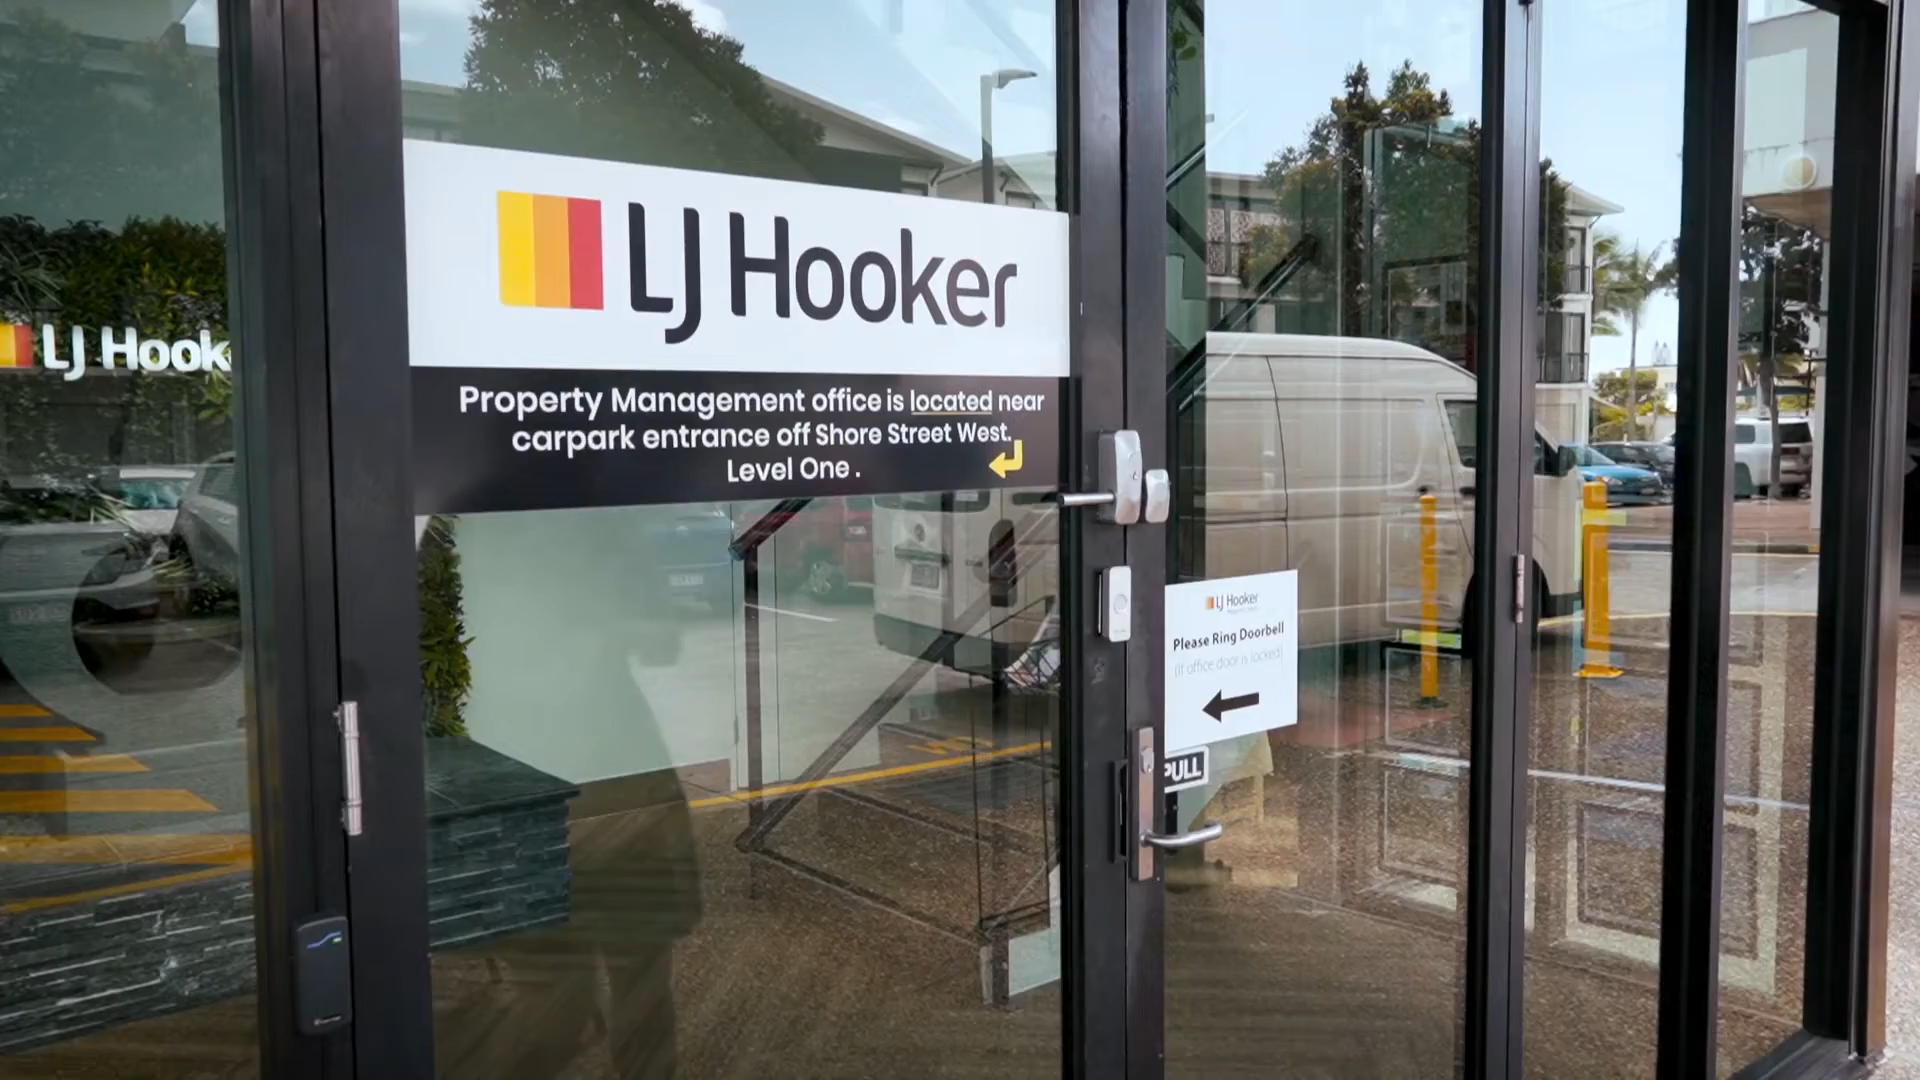 LJ Hooker
LJ Hook
Property Management office is located near
carpark entrance off Shore Street West.
Level One .
LJ Hooker
Please Ring Doorbell
(If office door is locked)
PULL